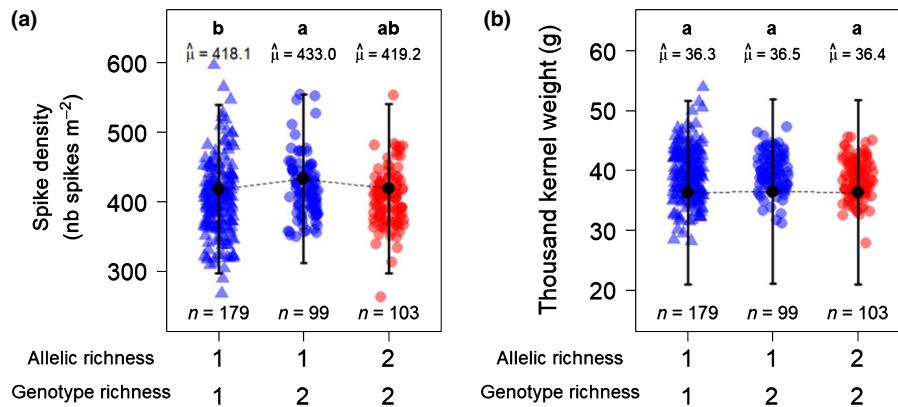 (a)
b a ab
μ̂ = 418.1 μ̂ = 433.0 μ̂ = 419.2
Spike density
(nb spikes m−2)
600
500
400
300
n = 179 n = 99 n = 103
Allelic richness 1 1 2
Genotype richness 1 2 2
(b)
a a a
μ̂ = 36.3 μ̂ = 36.5 μ̂ = 36.4
Thousand kernel weight (g)
60
50
40
30
20
n = 179 n = 99 n = 103
Allelic richness 1 1 2
Genotype richness 1 2 2